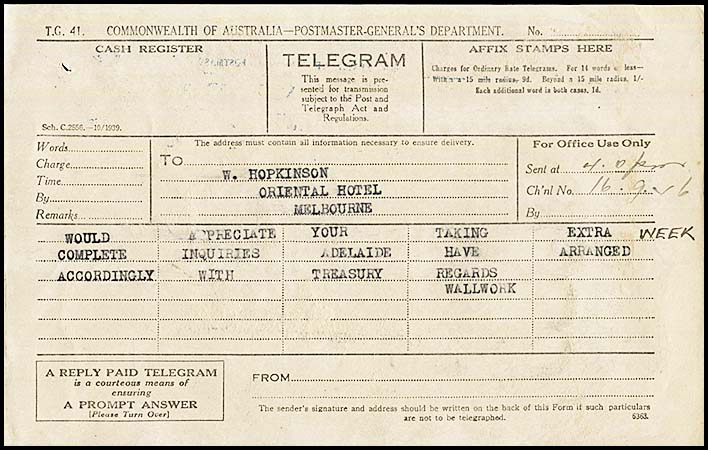 T.G. 41. COMMONWEALTH OF AUSTRALIA—POSTMASTER-GENERAL'S DEPARTMENT. No.
CASH REGISTER
Sch. C.2556.—10/1939.
TELEGRAM
This message is pre-
sented for transmission
subject to the Post and
Telegraph Act and
Regulations.
AFFIX STAMPS HERE
Charges for Ordinary Rate Telegrams. For 14 words or less—
Within a 15 mile radius, 9d. Beyond a 15 mile radius, 1/-
Each additional word is both cases, 1d.
Words
Charge
Time
By
Remarks
The address must contain all information necessary to ensure delivery.
TO
W. HOPKINSON
ORIENTAL HOTEL
MELBOURNE
For Office Use Only
Sent at
Ch'nl No.
By
WOULD APPRECIATE YOUR TAKING EXTRA WEEK
COMPLETE INQUIRIES ADELAIDE HAVE ARRANGED
ACCORDINGLY WITH TREASURY REGARDS
WALLWORK
A REPLY PAID TELEGRAM
is a courteous means of
ensuring
A PROMPT ANSWER
[Please Turn Over]
FROM
The sender's signature and address should be written on the back of this Form if such particulars
are not to be telegraphed. 6363.